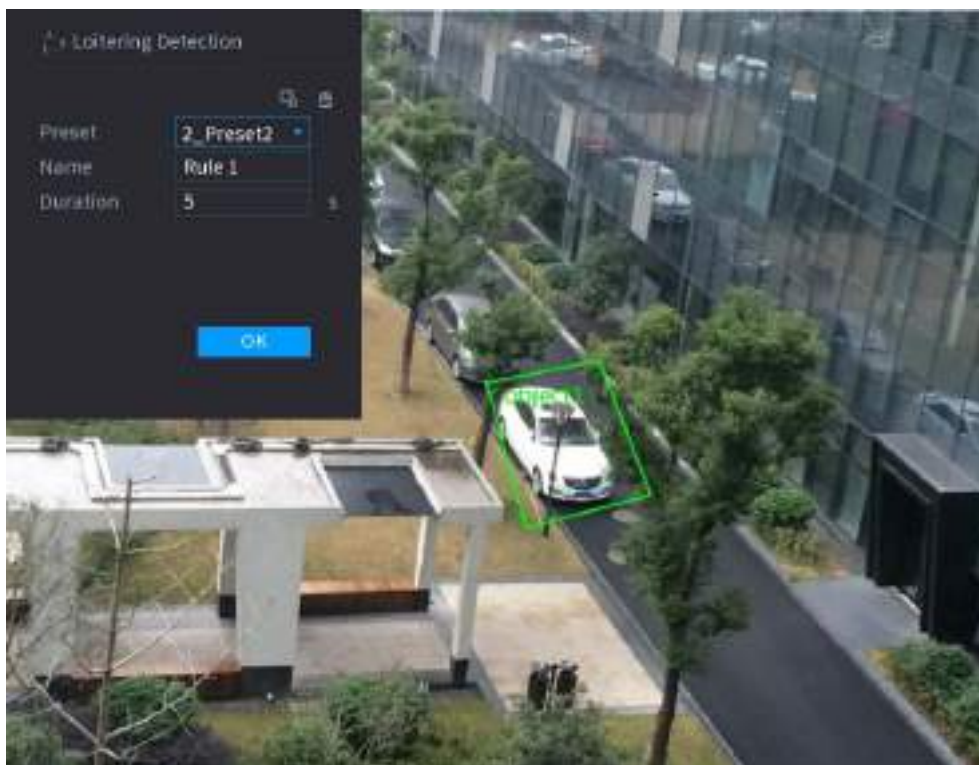 Loitering Detection
Preset 2_Preset2
Name Rule 1
Duration 5 s
OK